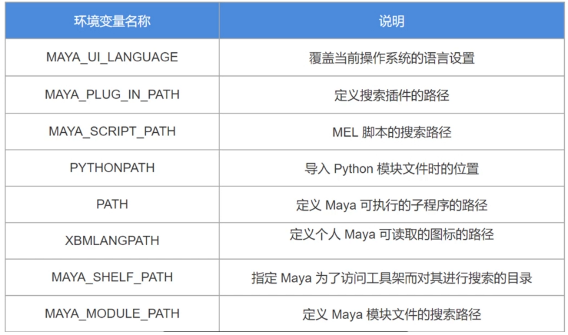 环境变量名称 说明
MAYA_UI_LANGUAGE 覆盖当前操作系统的语言设置
MAYA_PLUG_IN_PATH 定义搜索插件的路径
MAYA_SCRIPT_PATH MEL 脚本的搜索路径
PYTHONPATH 导入 Python 模块文件时的位置
PATH 定义 Maya 可执行的子程序的路径
XBMLANGPATH 定义个人 Maya 可读取的图标的路径
MAYA_SHELF_PATH 指定 Maya 为了访问工具架而对其进行搜索的目录
MAYA_MODULE_PATH 定义 Maya 模块文件的搜索路径